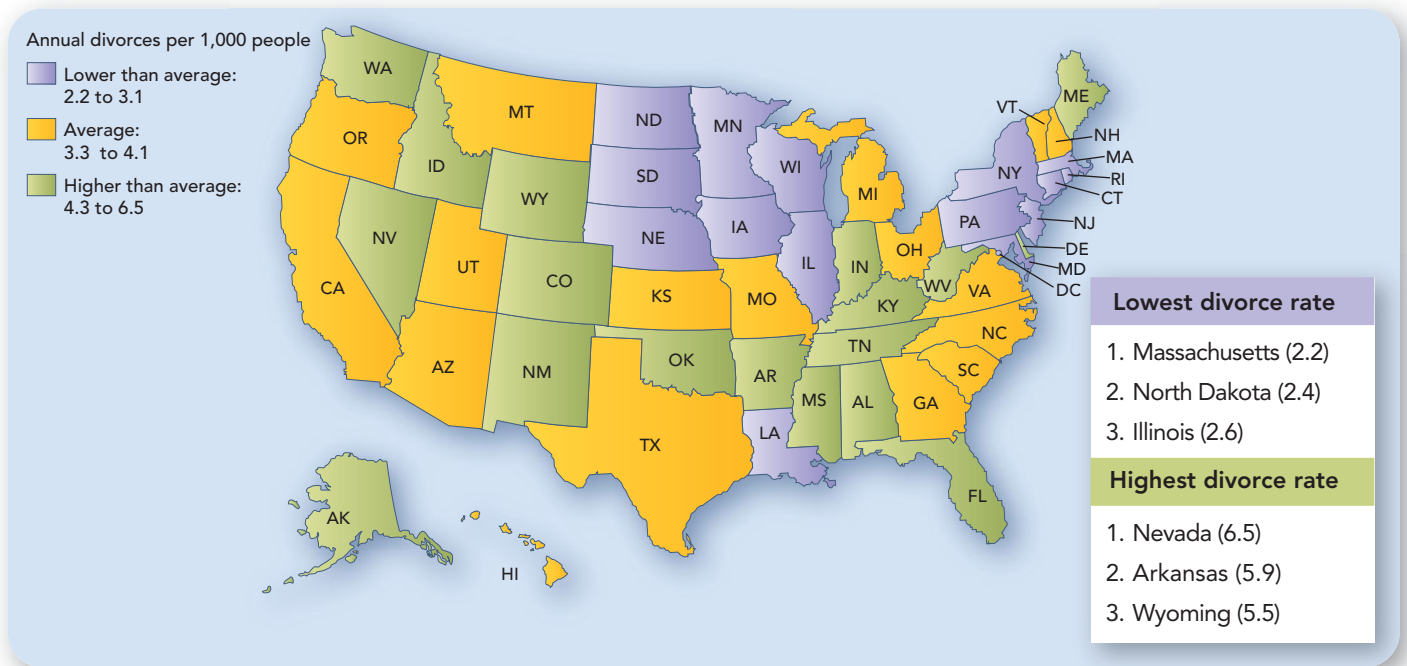 Annual divorces per 1,000 people
Lower than average:
2.2 to 3.1
Average:
3.3 to 4.1
Higher than average:
4.3 to 6.5
WA
OR
CA
NV
ID
MT
WY
UT
AZ
CO
NM
ND
SD
NE
KS
OK
TX
MN
IA
MO
AR
LA
WI
IL
MI
IN
OH
KY
TN
MS
AL
GA
FL
SC
NC
VA
WV
PA
NY
VT
ME
NH
MA
RI
CT
NJ
DE
MD
DC
AK
HI
Lowest divorce rate
1. Massachusetts (2.2)
2. North Dakota (2.4)
3. Illinois (2.6)
Highest divorce rate
1. Nevada (6.5)
2. Arkansas (5.9)
3. Wyoming (5.5)